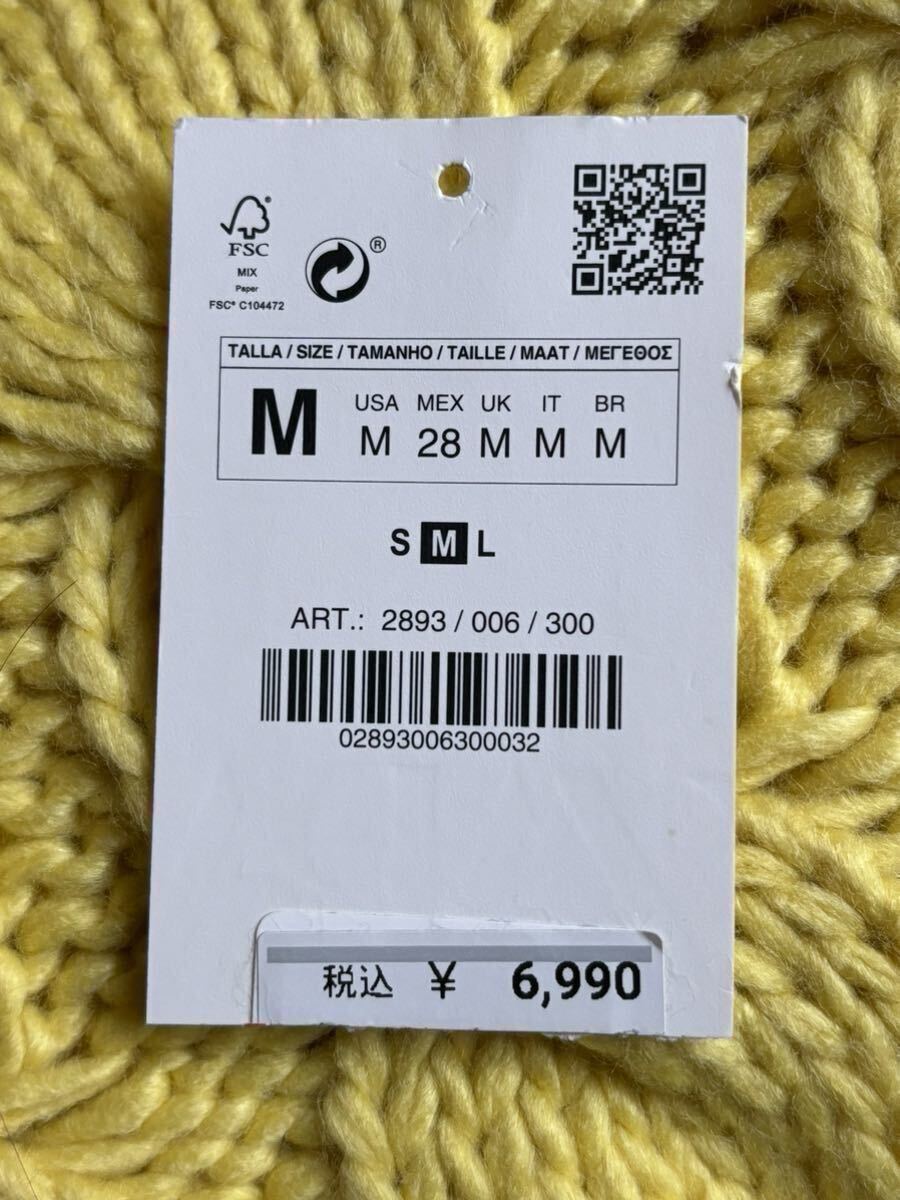 FSC
MIX
Paper
FSC® C104472
®
TALLA / SIZE / TAMANHO / TAILLE / MAAT / ΜΕΓΕΘΟΣ
M
USA MEX UK IT BR
M 28 M M M
S M L
ART.: 2893 / 006 / 300
02893006300032
税込 ¥ 6,990